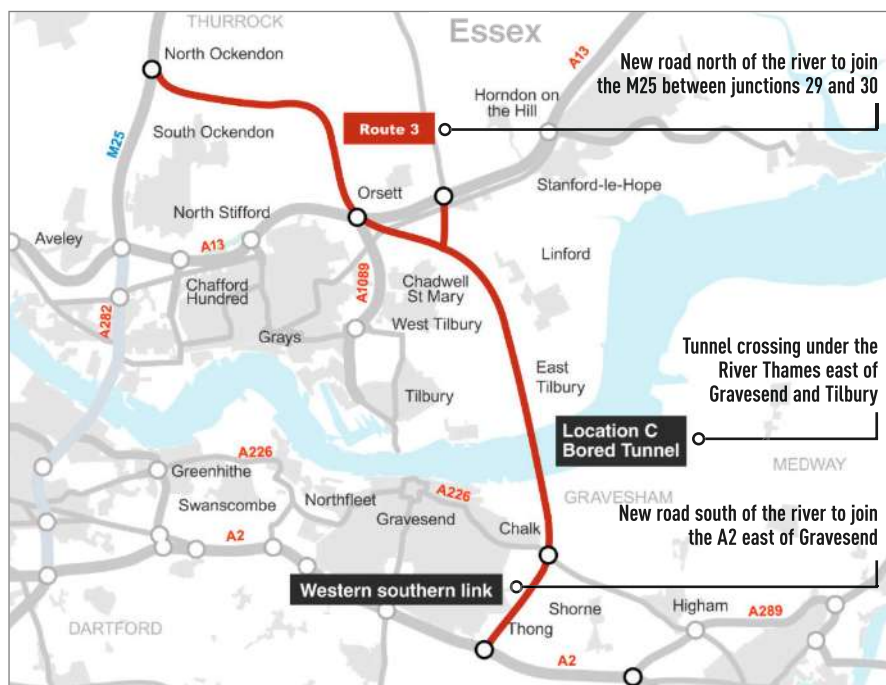 THURROCK
Essex
North Ockendon
A13
New road north of the river to join
the M25 between junctions 29 and 30
Horndon on
the Hill
M25
South Ockendon
Route 3
Orsett
Stanford-le-Hope
North Stifford
Aveley
A13
Linford
A1089
Chadwell
St Mary
Chafford
Hundred
A282
West Tilbury
Grays
Tunnel crossing under the
River Thames east of
Gravesend and Tilbury
East
Tilbury
Tilbury
Location C
Bored Tunnel
MEDWAY
A226
Greenhithe
A226
GRAVESHAM
Northfleet
Swanscombe
Gravesend
Chalk
New road south of the river to join
the A2 east of Gravesend
A2
Western southern link
Shorne
Higham
A289
Thong
DARTFORD
A2